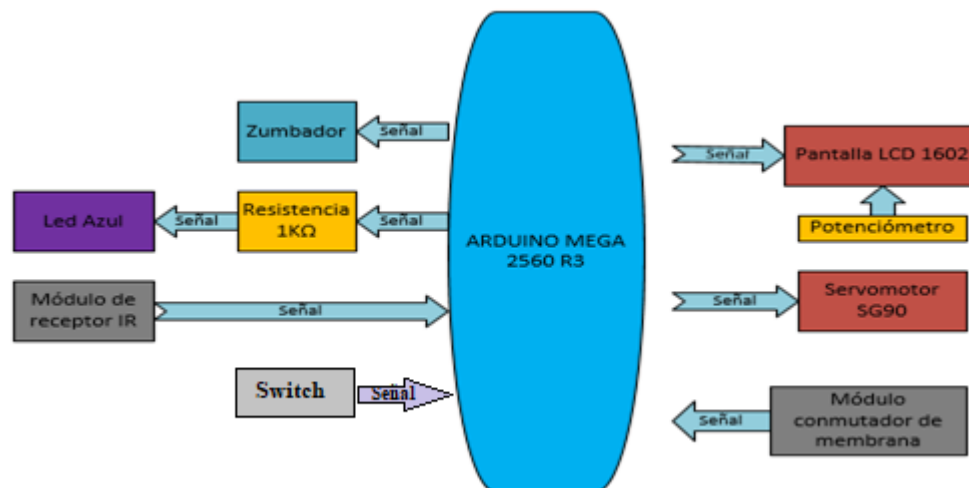 Zumbador
Señal
Señal
Pantalla LCD 1602
Led Azul
Señal
Resistencia
1KΩ
Señal
Potenciómetro
ARDUINO MEGA
2560 R3
Módulo de
receptor IR
Señal
Señal
Servomotor
SG90
Switch
Señal
Señal
Módulo
conmutador de
membrana